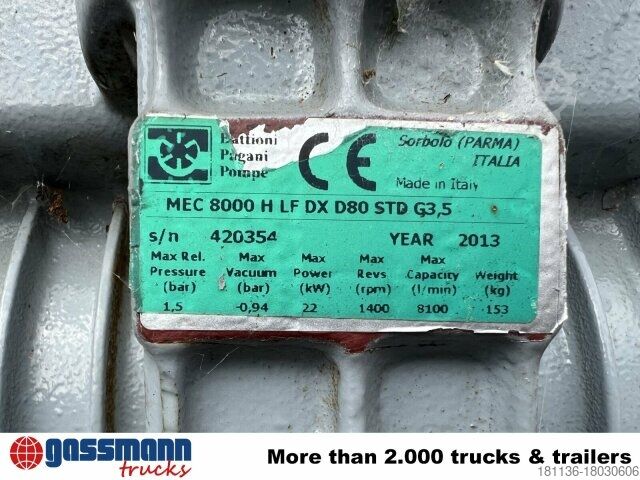 Battioni
Pagani
Pompe
CE
Sorbolo (PARMA)
ITALIA
Made in Italy
MEC 8000 H LF DX D80 STD G3,5
s/n 420354 YEAR 2013
Max Rel. Max Max Max Max Weight
Pressure Vacuum Power Revs Capacity (kg)
(bar) (bar) (kW) (rpm) (l/min)
1,5 -0,94 22 1400 8100 153
gassmann
trucks
More than 2.000 trucks & trailers
181136-18030606